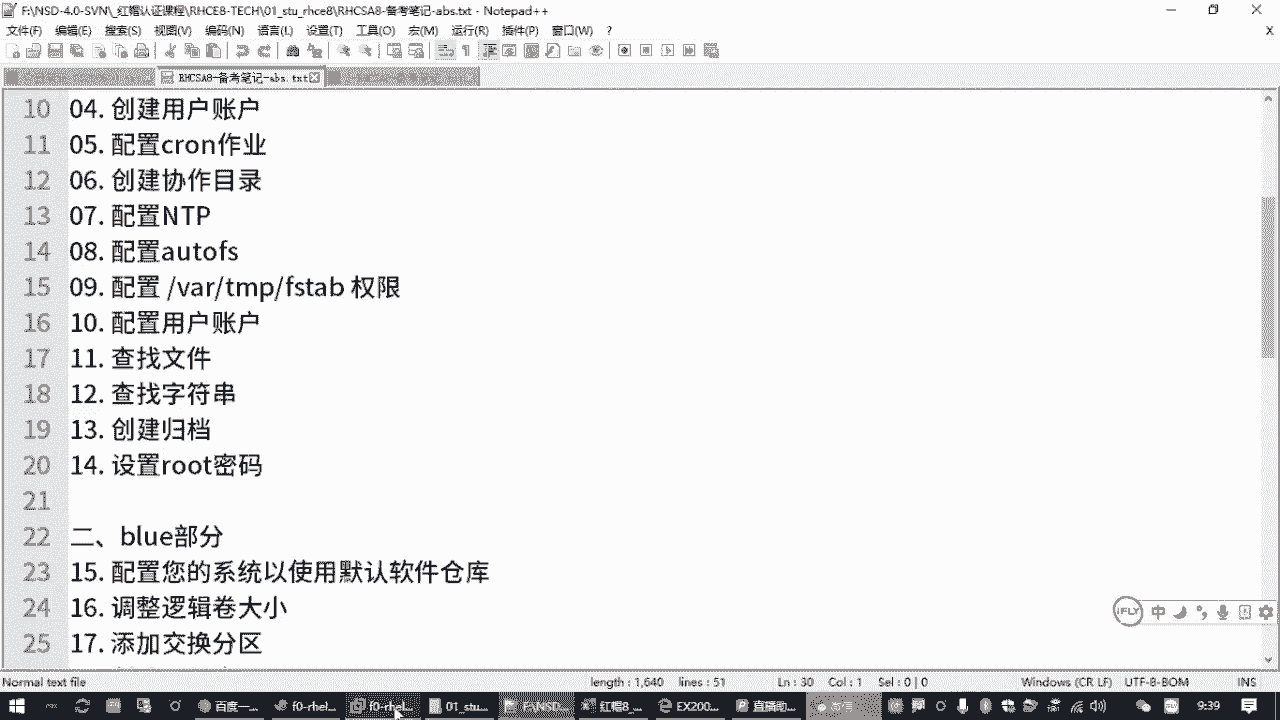 F:\NSD-4.0-SVN\_红帽认证课程\RHCE8-TECH\01_stu_rhce8\RHCSA8-备考笔记-abs.txt - Notepad++
文件(F) 编辑(E) 搜索(S) 视图(V) 编码(N) 语言(L) 设置(T) 工具(O) 宏(M) 运行(R) 插件(P) 窗口(W) ? X
RHCSA8-备考笔记-abs.txt
10 04. 创建用户账户
11 05. 配置cron作业
12 06. 创建协作目录
13 07. 配置NTP
14 08. 配置autofs
15 09. 配置 /var/tmp/fstab 权限
16 10. 配置用户账户
17 11. 查找文件
18 12. 查找字符串
19 13. 创建归档
20 14. 设置root密码
21
22 二、blue部分
23 15. 配置您的系统以使用默认软件仓库
24 16. 调整逻辑卷大小
25 17. 添加交换分区
iFLY 中
Normal text file length : 1,640 lines : 51 Ln : 30 Col : 1 Sel : 0 | 0 Windows (CR LF) UTF-8-BOM INS
百度一... f0-rhel... f0-rhel... 01_stu... F:\NSD... 红帽8... EX200... 直播间... 9:39